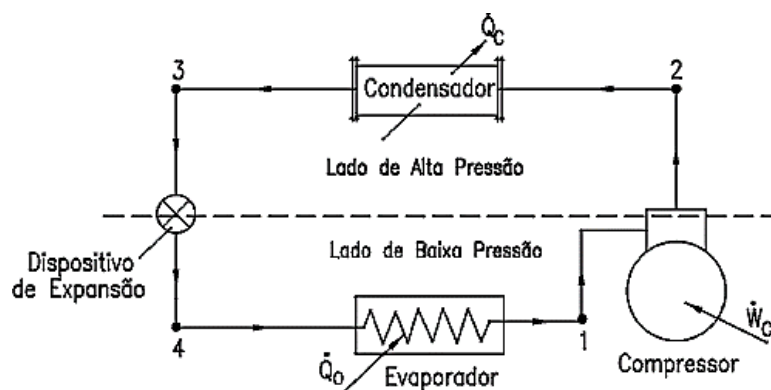 Q̇c
3
Condensador
2
Lado de Alta Pressão
Lado de Baixa Pressão
Dispositivo
de Expansão
Ẇc
4
Q̇o
Evaporador
1
Compressor